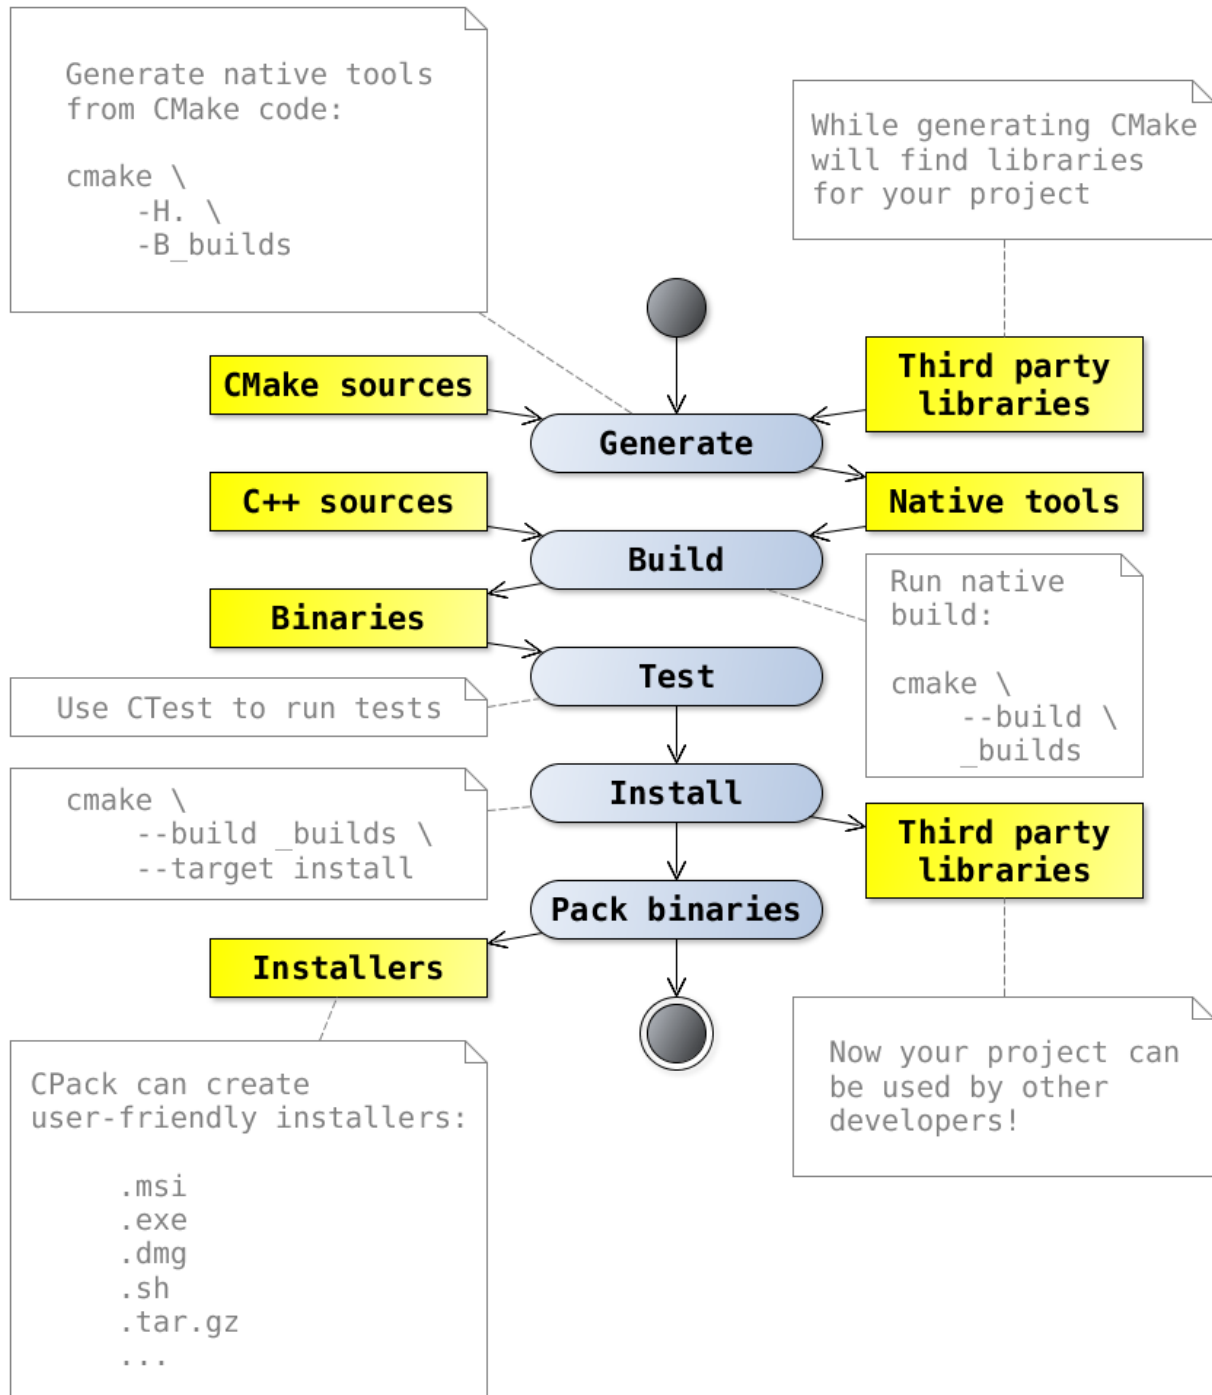 Generate native tools
from CMake code:
cmake \
-H. \
-B_builds
While generating CMake
will find libraries
for your project
CMake sources
Third party
libraries
Generate
C++ sources
Native tools
Build
Binaries
Run native
build:
cmake \
--build \
_builds
Test
Use CTest to run tests
cmake \
--build _builds \
--target install
Install
Third party
libraries
Pack binaries
Installers
Now your project can
be used by other
developers!
CPack can create
user-friendly installers:
.msi
.exe
.dmg
.sh
.tar.gz
...